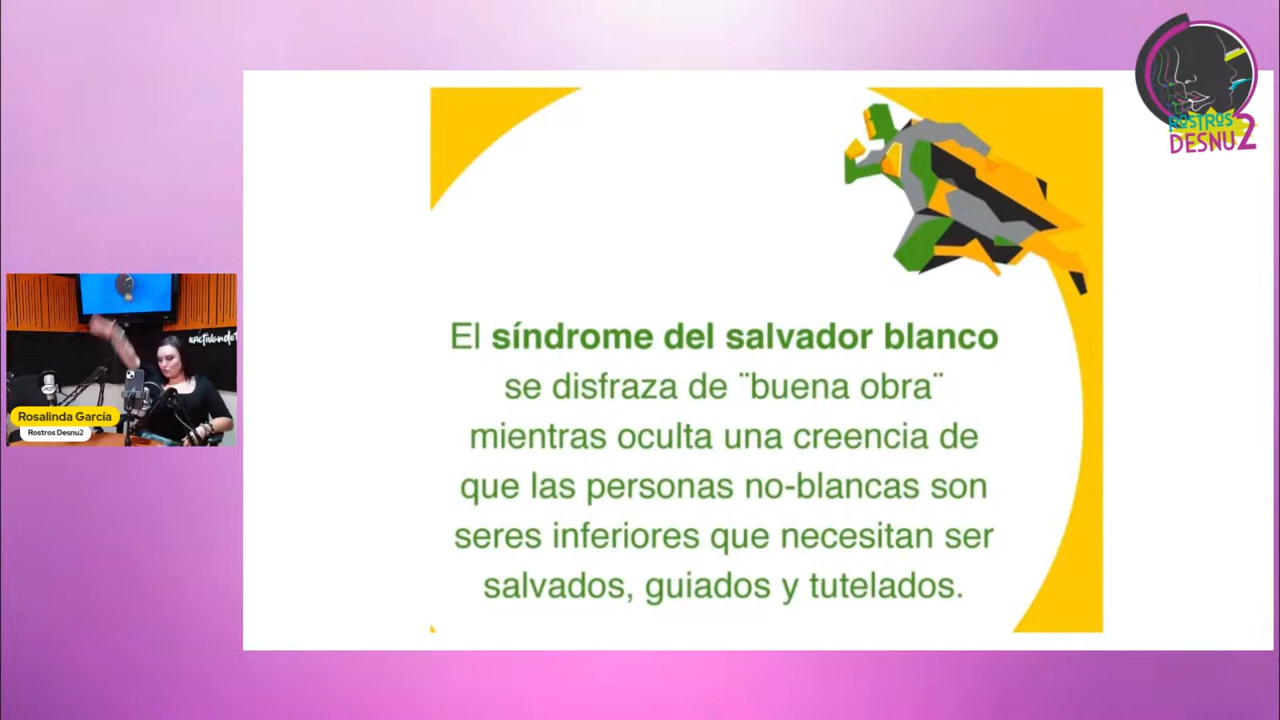 ROSTROS
DESNU2
El síndrome del salvador blanco
se disfraza de ¨buena obra¨
mientras oculta una creencia de
que las personas no-blancas son
seres inferiores que necesitan ser
salvados, guiados y tutelados.
Rosalinda García
Rostros Desnu2